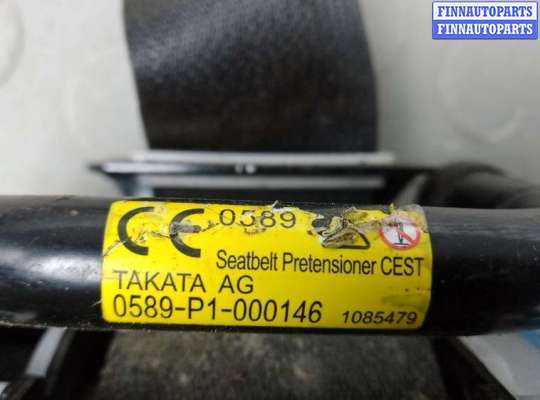 FINNAUTOPARTS
FINNAUTOPARTS
CE 0589
Seatbelt Pretensioner CEST
TAKATA AG
0589-P1-000146 1085479